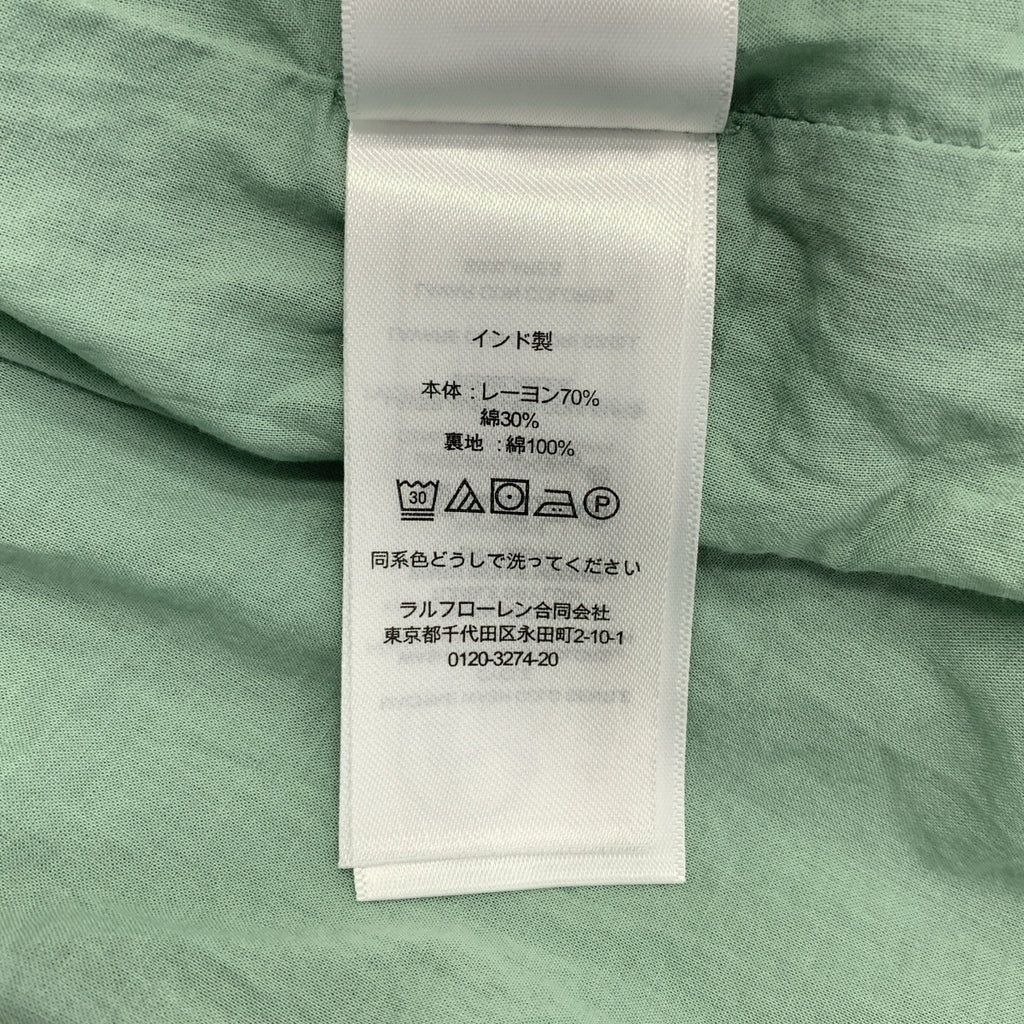 インド製
本体:レーヨン70%
綿30%
裏地 :綿100%
30 P
同系色どうしで洗ってください
ラルフローレン合同会社
東京都千代田区永田町2-10-1
0120-3274-20